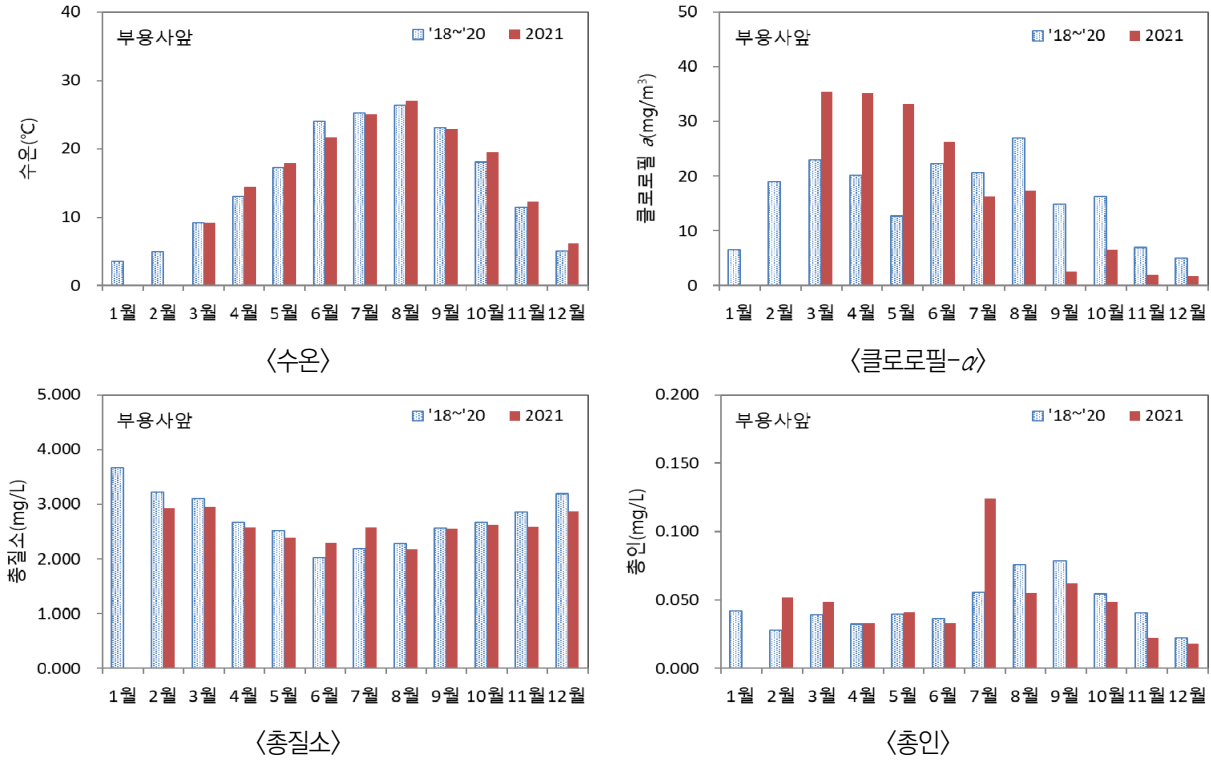 부용사앞
'18~'20 2021
수온(℃)
40
30
20
10
0
1월 2월 3월 4월 5월 6월 7월 8월 9월 10월 11월 12월
〈수온〉
부용사앞
'18~'20 2021
클로로필 a(mg/m³)
50
40
30
20
10
0
1월 2월 3월 4월 5월 6월 7월 8월 9월 10월 11월 12월
〈클로로필-α〉
부용사앞
'18~'20 2021
총질소(mg/L)
5.000
4.000
3.000
2.000
1.000
0.000
1월 2월 3월 4월 5월 6월 7월 8월 9월 10월 11월 12월
〈총질소〉
부용사앞
'18~'20 2021
총인(mg/L)
0.200
0.150
0.100
0.050
0.000
1월 2월 3월 4월 5월 6월 7월 8월 9월 10월 11월 12월
〈총인〉